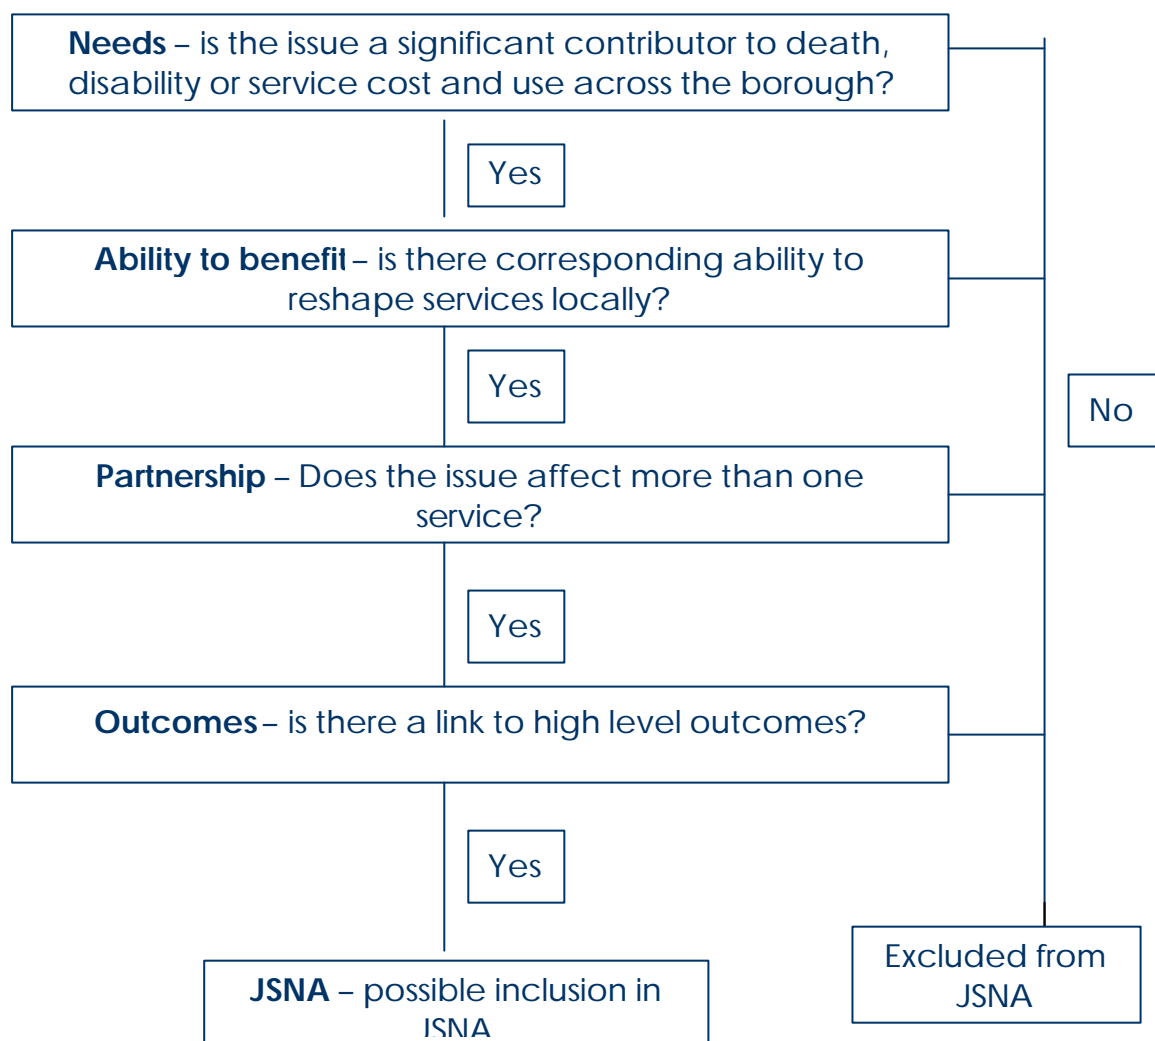 Needs – is the issue a significant contributor to death,
disability or service cost and use across the borough?
Yes
Ability to benefit – is there corresponding ability to
reshape services locally?
Yes
No
Partnership – Does the issue affect more than one
service?
Yes
Outcomes – is there a link to high level outcomes?
Yes
Excluded from
JSNA
JSNA – possible inclusion in
JSNA